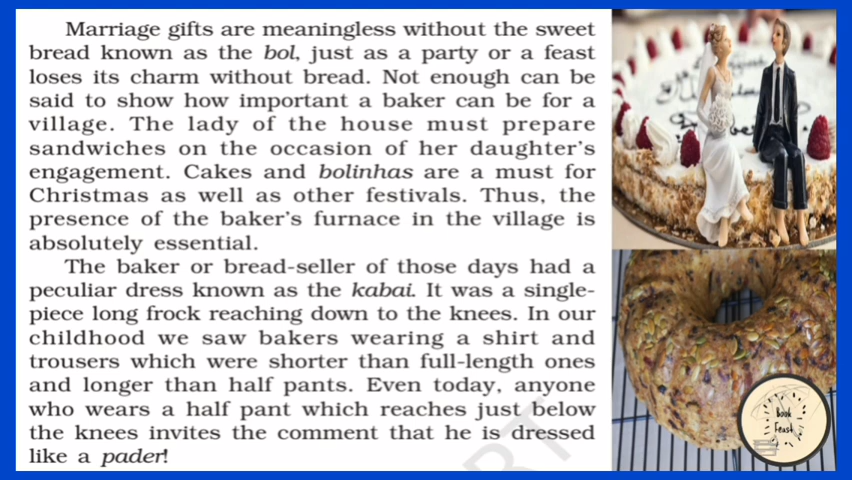 Marriage gifts are meaningless without the sweet
bread known as the bol, just as a party or a feast
loses its charm without bread. Not enough can be
said to show how important a baker can be for a
village. The lady of the house must prepare
sandwiches on the occasion of her daughter's
engagement. Cakes and bolinhas are a must for
Christmas as well as other festivals. Thus, the
presence of the baker's furnace in the village is
absolutely essential.
The baker or bread-seller of those days had a
peculiar dress known as the kabai. It was a single-
piece long frock reaching down to the knees. In our
childhood we saw bakers wearing a shirt and
trousers which were shorter than full-length ones
and longer than half pants. Even today, anyone
who wears a half pant which reaches just below
the knees invites the comment that he is dressed
like a pader!
Book
Feast